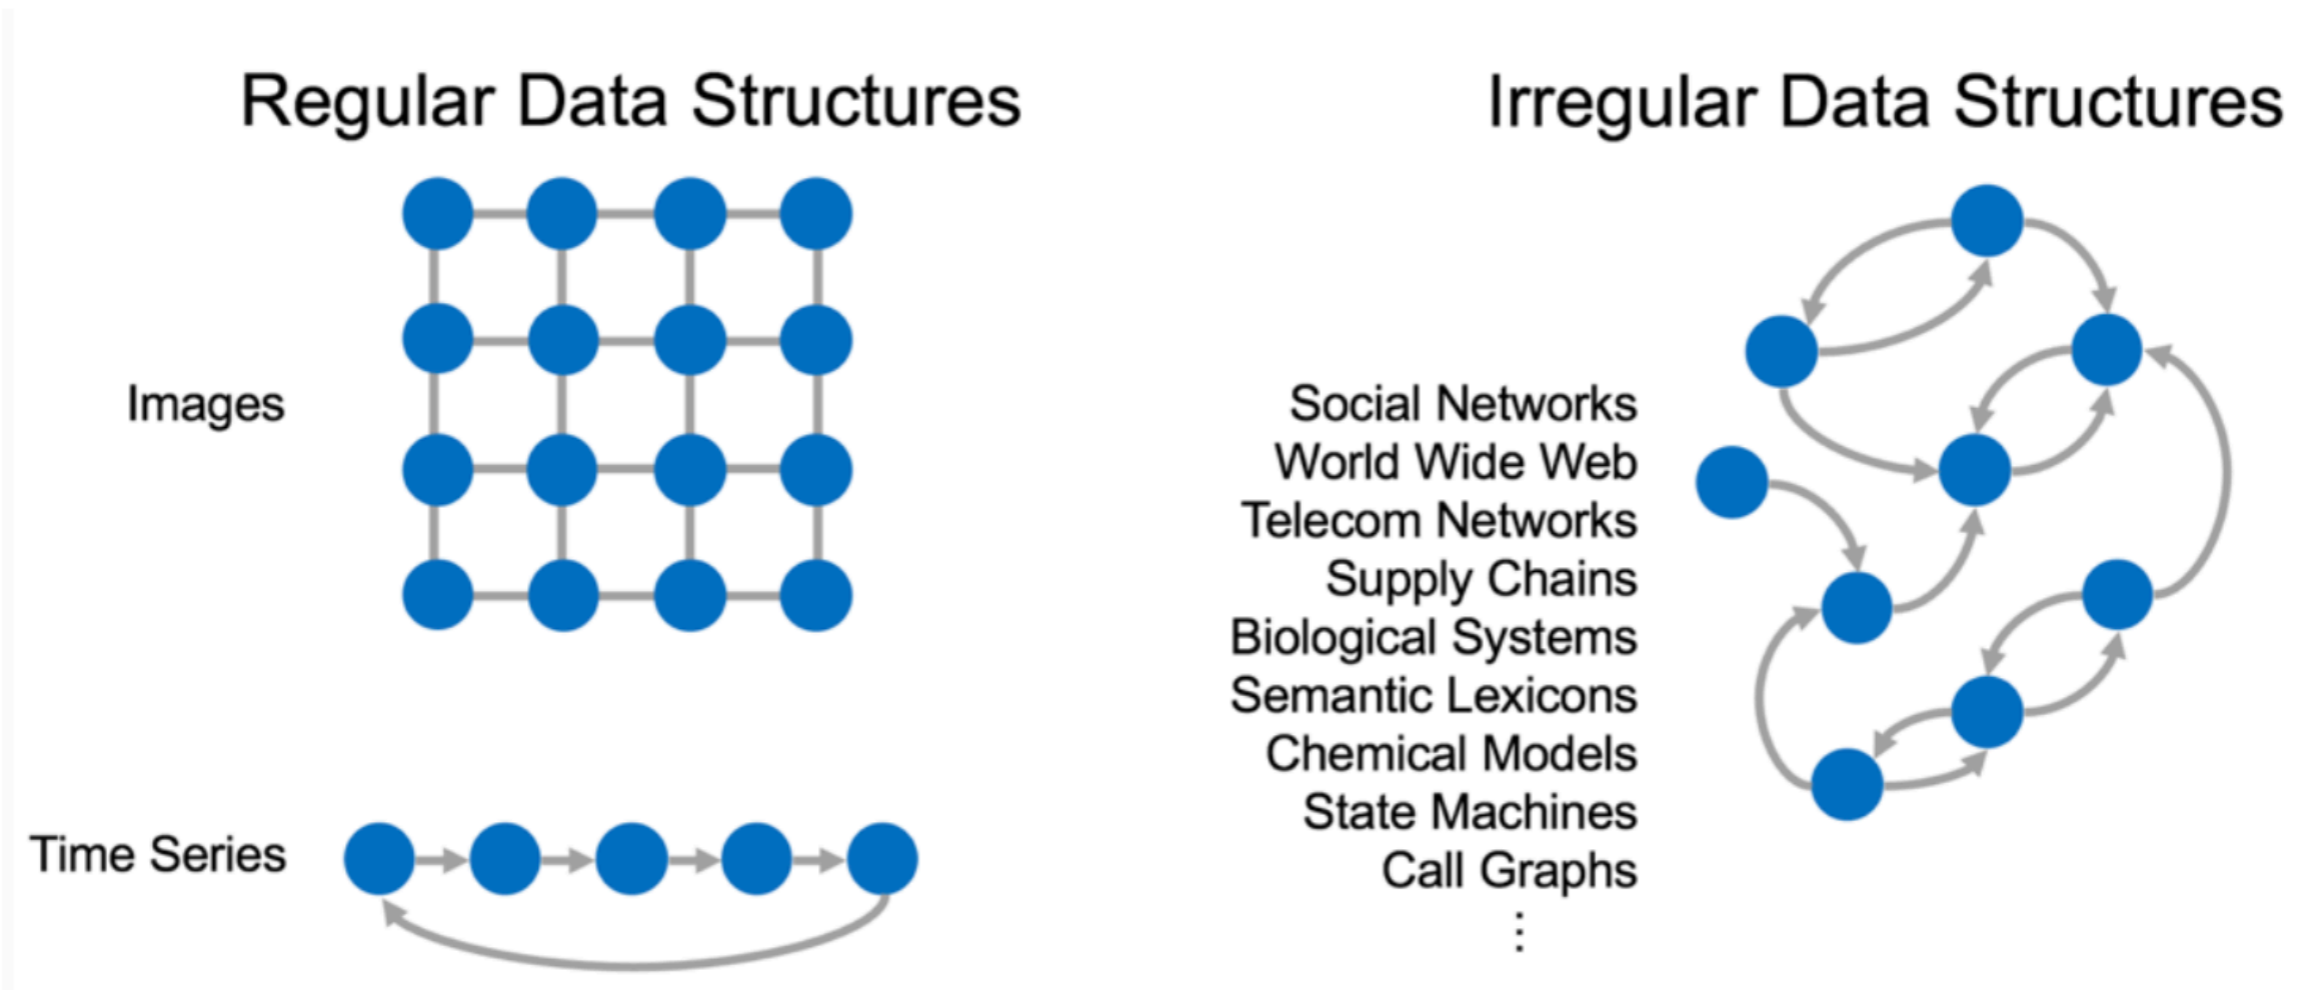 Regular Data Structures
Images
Time Series
Irregular Data Structures
Social Networks
World Wide Web
Telecom Networks
Supply Chains
Biological Systems
Semantic Lexicons
Chemical Models
State Machines
Call Graphs
⋮